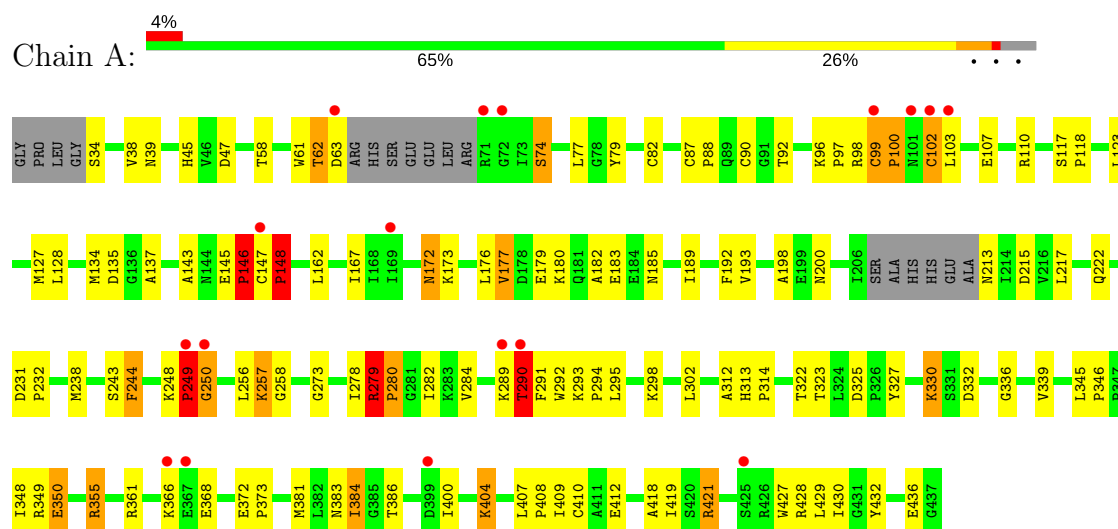 4%
Chain A:
65% 26% • • •
GLY PRO LEU GLY S34 V38 N39 H45 V46 D47 T58 W61 T62 D63 ARG HIS SER GLU GLU LEU ARG R71 G72 I73 S74 L77 G78 Y79 C82 C87 P88 Q89 C90 G91 T92 K96 P97 R98 C99 P100 N101 C102 L103 E107 R110 S117 P118 L123
M127 L128 M134 D135 G136 A137 A143 N144 E145 P146 C147 P148 L162 I167 I168 I169 N172 K173 L176 V177 D178 E179 K180 Q181 A182 E183 E184 N185 I189 F192 V193 A198 E199 N200 I206 SER ALA HIS HIS GLU ALA N213 I214 D215 V216 L217 Q222
D231 P232 M238 S243 F244 K248 P249 G250 L256 K257 G258 G273 I278 R279 P280 G281 I282 K283 V284 K289 T290 F291 W292 K293 P294 L295 K298 L302 A312 H313 P314 T322 T323 L324 D325 P326 Y327 K330 S331 D332 G336 V339 L345 P346
I348 R349 E350 R355 R361 K366 E367 E368 E372 P373 M381 L382 N383 I384 G385 T386 D399 I400 K404 L407 P408 I409 C410 A411 E412 A418 I419 S420 R421 S425 R426 W427 R428 L429 I430 G431 Y432 E436 G437